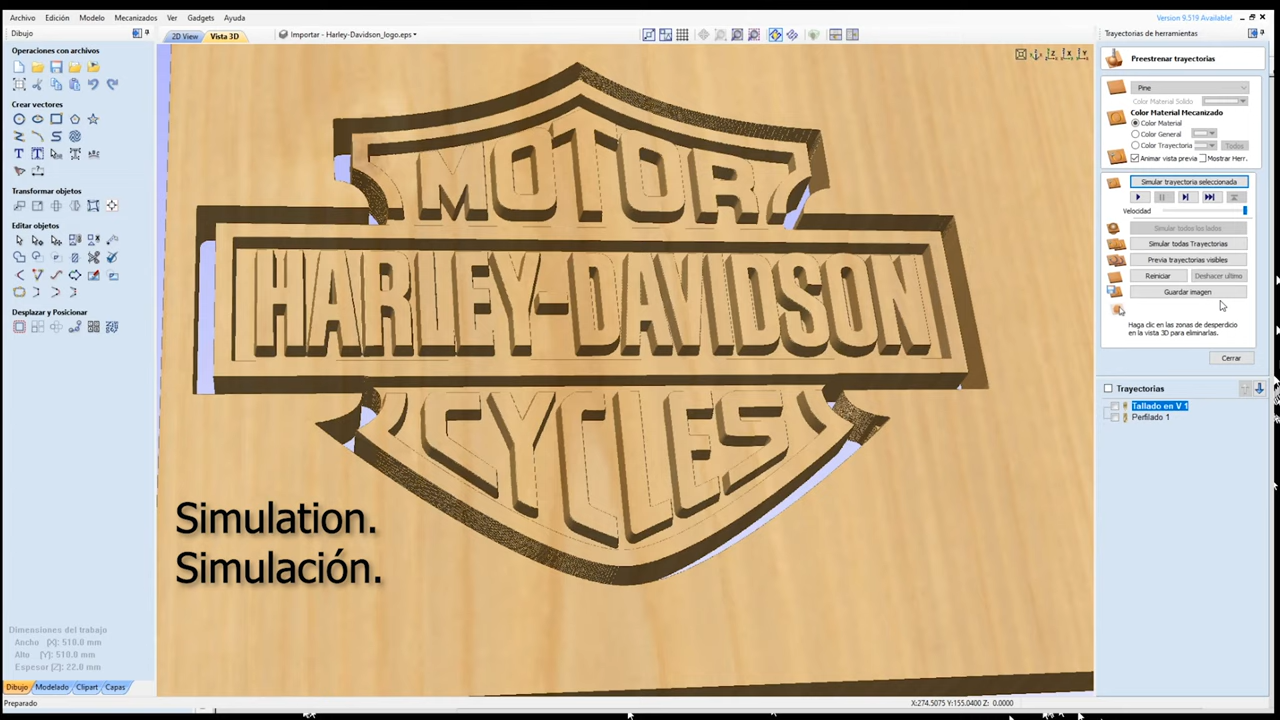 Archivo Edición Modelo Mecanizados Ver Gadgets Ayuda
Version 9.519 Available!
Dibujo
2D View
Vista 3D
Importar - Harley-Davidson_logo.eps
Trayectorias de herramientas
Operaciones con archivos
Crear vectores
Transformar objetos
Editar objetos
Desplazar y Posicionar
Dimensiones del trabajo
Ancho [X]: 510.0 mm
Alto [Y]: 510.0 mm
Espesor [Z]: 22.0 mm
Dibujo Modelado Clipart Capas
Preparado
MOTOR
HARLEY-DAVIDSON
CYCLES
Simulation.
Simulación.
Preestrenar trayectorias
Pine
Color Material Solido
Color Material Mecanizado
Color Material
Color General
Color Trayectoria
Todos
Animar vista previa
Mostrar Herr.
Simular trayectoria seleccionada
Velocidad
Simular todos los lados
Simular todas Trayectorias
Previa trayectorias visibles
Reiniciar
Deshacer ultimo
Guardar imagen
Haga clic en las zonas de desperdicio
en la vista 3D para eliminarlas.
Cerrar
Trayectorias
Tallado en V 1
Perfilado 1
X:274.5075 Y:155.0400 Z: 0.0000